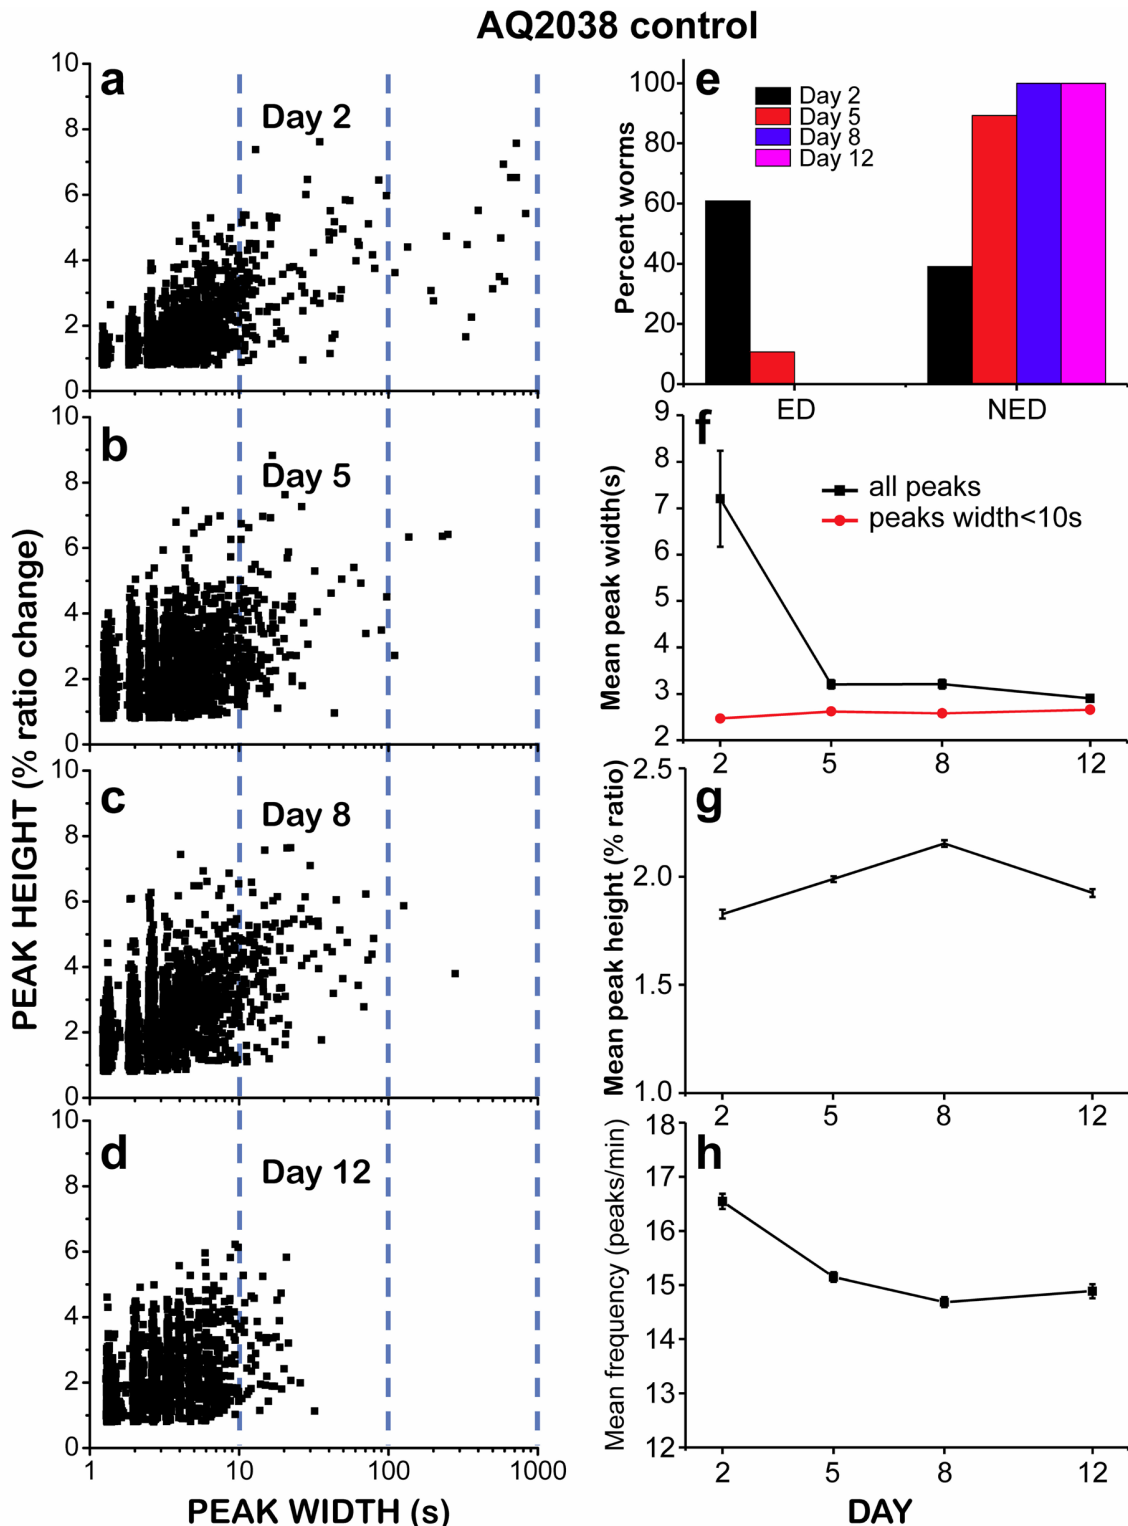 AQ2038 control
PEAK HEIGHT (% ratio change)
a
Day 2
10
8
6
4
2
0
b
Day 5
10
8
6
4
2
0
c
Day 8
10
8
6
4
2
0
d
Day 12
10
8
6
4
2
0
1 10 100 1000
PEAK WIDTH (s)
e
Percent worms
100
80
60
40
20
0
Day 2
Day 5
Day 8
Day 12
ED NED
f
Mean peak width(s)
9
8
7
6
5
4
3
2
all peaks
peaks width<10s
2 5 8 12
g
Mean peak height (% ratio)
2.5
2.0
1.5
1.0
2 5 8 12
h
Mean frequency (peaks/min)
18
17
16
15
14
13
12
2 5 8 12
DAY